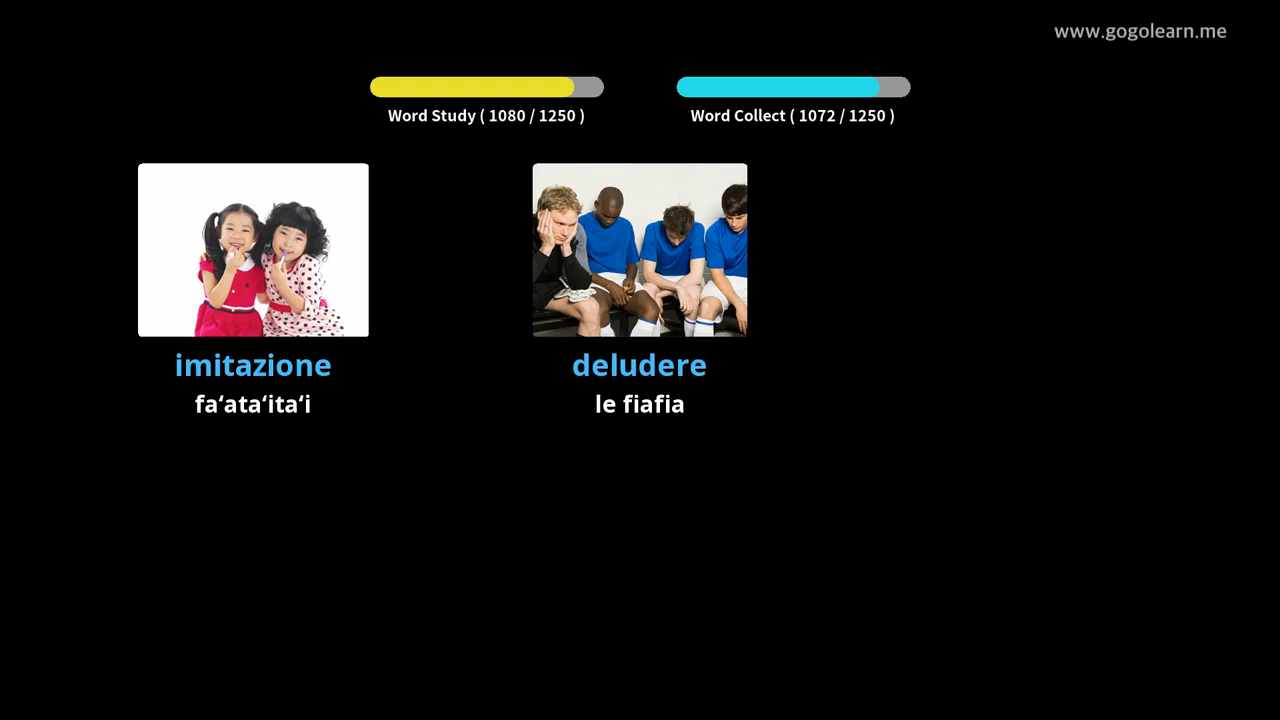 www.gogolearn.me
Word Study ( 1080 / 1250 )
Word Collect ( 1072 / 1250 )
imitazione
fa‘ata‘ita‘i
deludere
le fiafia